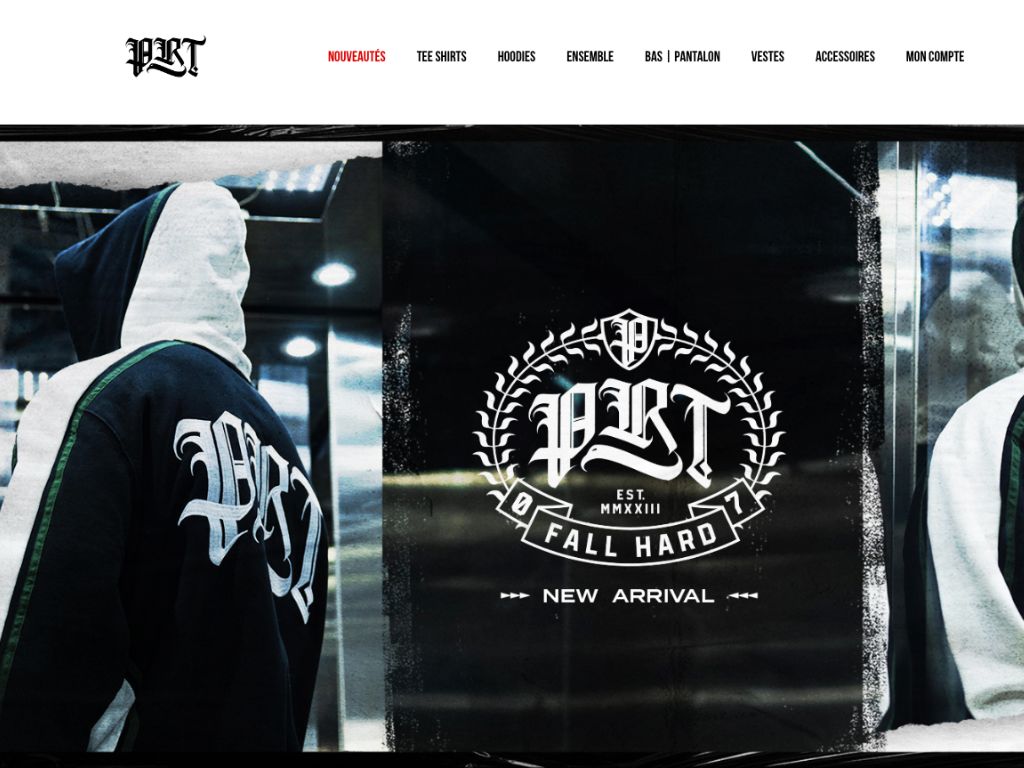 PRT
NOUVEAUTÉS TEE SHIRTS HOODIES ENSEMBLE BAS | PANTALON VESTES ACCESSOIRES MON COMPTE
P
PRT
PRT
EST.
MMXXIII
0 FALL HARD 7
NEW ARRIVAL